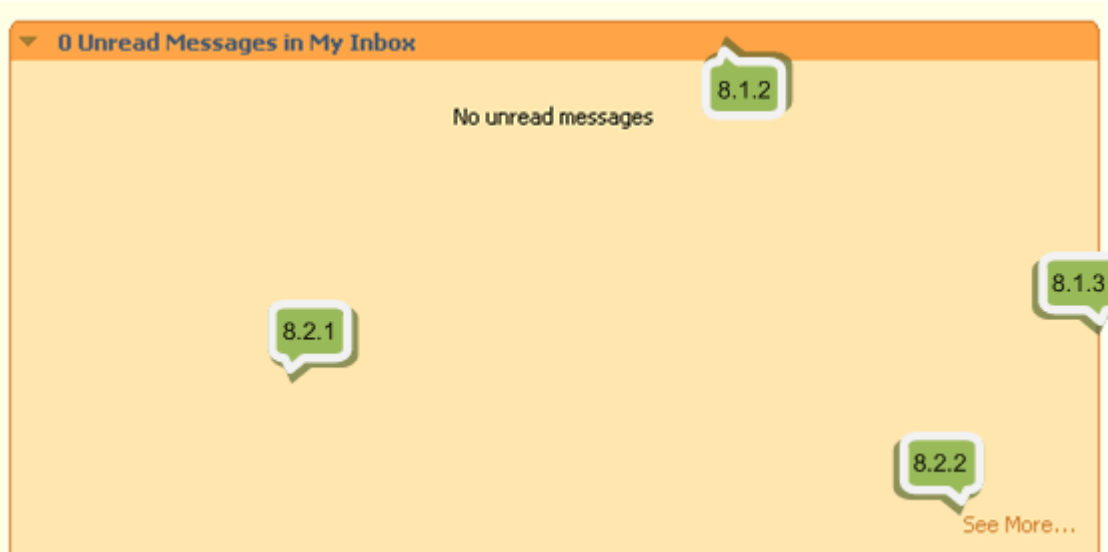 0 Unread Messages in My Inbox
8.1.2
No unread messages
8.1.3
8.2.1
8.2.2
See More...